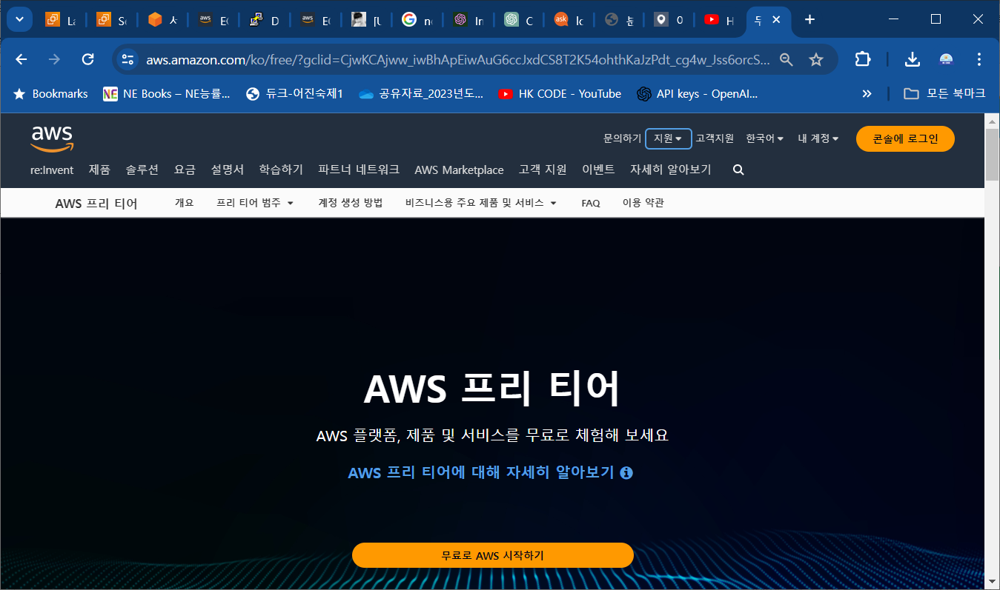 La
Sc
ㅅ
EC
D
EC
[U
n
In
C
ask
lc
O
H
aws.amazon.com/ko/free/?gclid=CjwKCAjww_iwBhApEiwAuG6ccJxdCS8T2K54ohthKaJzPdt_cg4w_Jss6orcS...
Bookmarks
NE Books – NE능률...
듀크-어진숙제1
공유자료_2023년도...
HK CODE - YouTube
API keys - OpenAI...
모든 북마크
aws
문의하기
지원
고객지원
한국어
내 계정
콘솔에 로그인
re:Invent
제품
솔루션
요금
설명서
학습하기
파트너 네트워크
AWS Marketplace
고객 지원
이벤트
자세히 알아보기
AWS 프리 티어
개요
프리 티어 범주
계정 생성 방법
비즈니스용 주요 제품 및 서비스
FAQ
이용 약관
AWS 프리 티어
AWS 플랫폼, 제품 및 서비스를 무료로 체험해 보세요
AWS 프리 티어에 대해 자세히 알아보기
무료로 AWS 시작하기